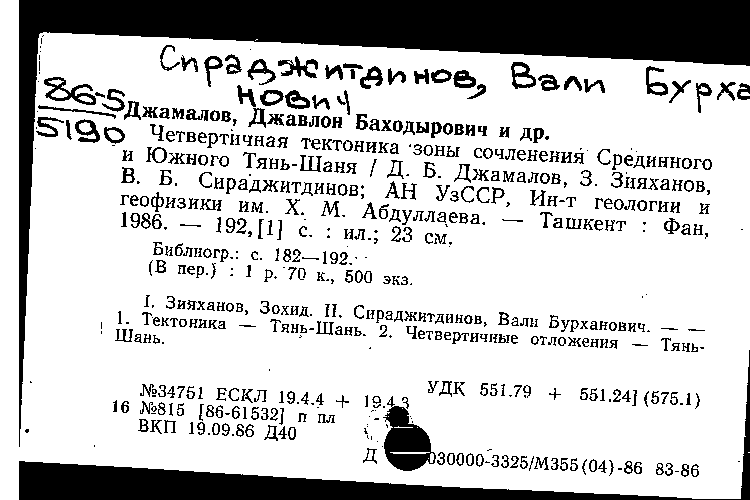 Сираджитдинов, Вали Бурха
нович
86-5
5190
Джамалов, Джавлон Баходырович и др.
Четвертичная тектоника зоны сочленения Срединного
и Южного Тянь-Шаня / Д. Б. Джамалов, З. Зияханов,
В. Б. Сираджитдинов; АН УзССР, Ин-т геологии и
геофизики им. Х. М. Абдуллаева. — Ташкент : Фан,
1986. — 192,[1] с. : ил.; 23 см.
Библиогр.: с. 182—192.
(В пер.) : 1 р. 70 к., 500 экз.
I. Зияханов, Зохид. II. Сираджитдинов, Вали Бурханович. — —
1. Тектоника — Тянь-Шань. 2. Четвертичные отложения — Тянь-
Шань.
№34751 ЕСКЛ 19.4.4 + 19.4.3 УДК 551.79 + 551.24] (575.1)
16 №815 [86-61532] п пл
ВКП 19.09.86 Д40
Д 030000-3325/М355(04)-86 83-86